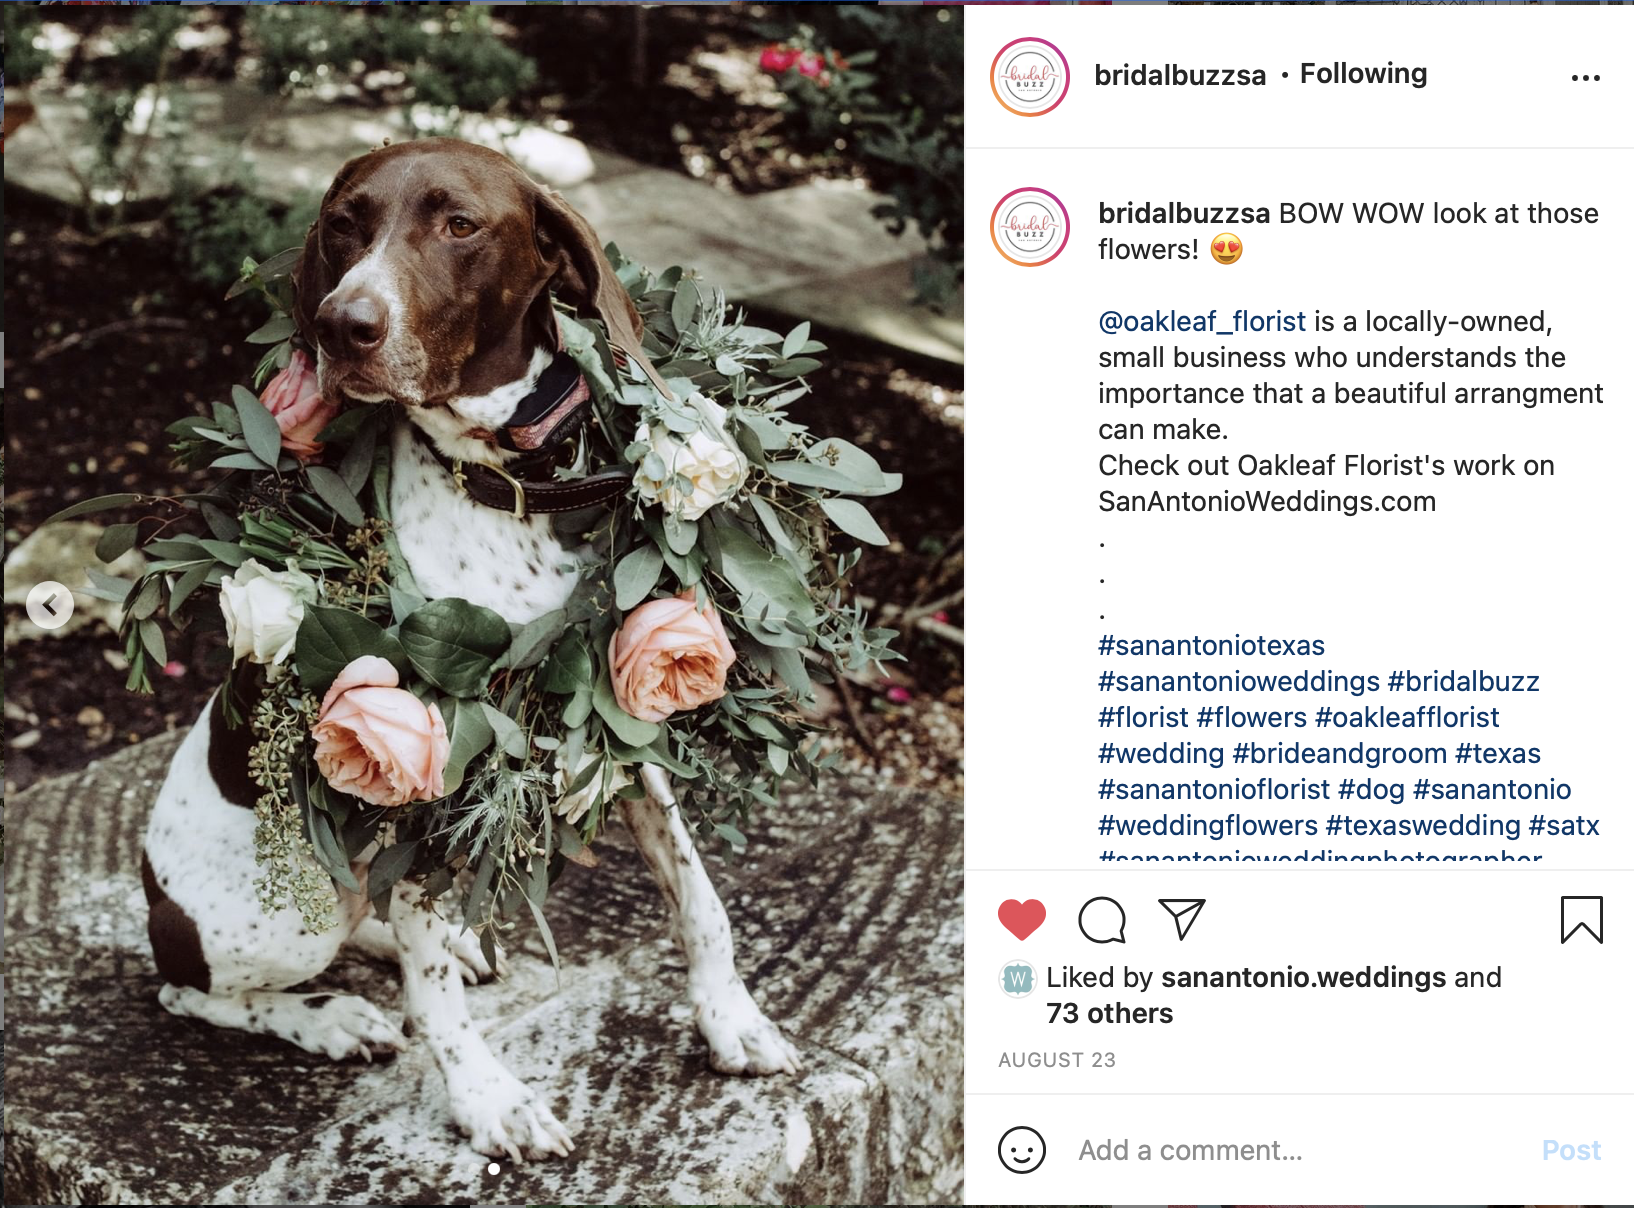 bridal
BUZZ
bridalbuzzsa • Following
bridal
BUZZ
bridalbuzzsa BOW WOW look at those
flowers! 😍
@oakleaf_florist is a locally-owned,
small business who understands the
importance that a beautiful arrangment
can make.
Check out Oakleaf Florist's work on
SanAntonioWeddings.com
.
.
.
#sanantoniotexas
#sanantonioweddings #bridalbuzz
#florist #flowers #oakleafflorist
#wedding #brideandgroom #texas
#sanantonioflorist #dog #sanantonio
#weddingflowers #texaswedding #satx
#sanantonioweddingphotographer
W
Liked by sanantonio.weddings and
73 others
AUGUST 23
Add a comment...
Post